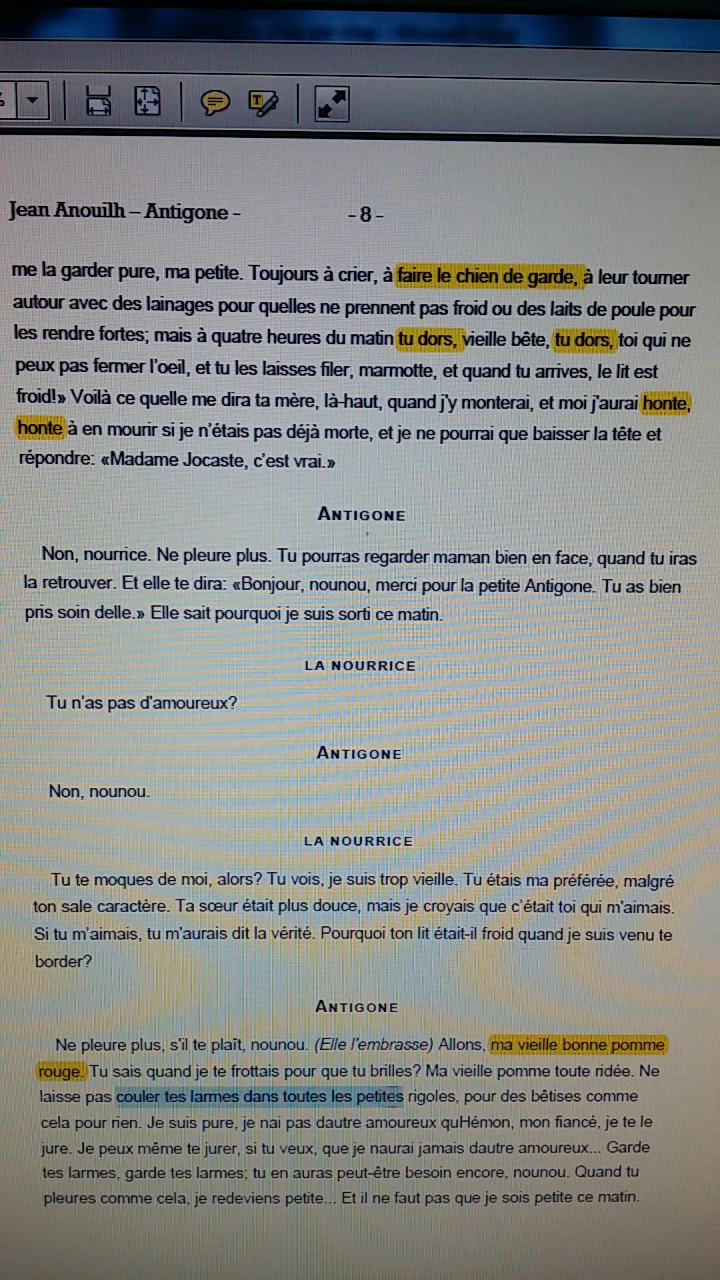 Jean Anouilh – Antigone - - 8 -
me la garder pure, ma petite. Toujours à crier, à faire le chien de garde, à leur tourner
autour avec des lainages pour quelles ne prennent pas froid ou des laits de poule pour
les rendre fortes; mais à quatre heures du matin tu dors, vieille bête, tu dors, toi qui ne
peux pas fermer l'oeil, et tu les laisses filer, marmotte, et quand tu arrives, le lit est
froid!» Voilà ce quelle me dira ta mère, là-haut, quand j'y monterai, et moi j'aurai honte,
honte à en mourir si je n'étais pas déjà morte, et je ne pourrai que baisser la tête et
répondre: «Madame Jocaste, c'est vrai.»
ANTIGONE
Non, nourrice. Ne pleure plus. Tu pourras regarder maman bien en face, quand tu iras
la retrouver. Et elle te dira: «Bonjour, nounou, merci pour la petite Antigone. Tu as bien
pris soin delle.» Elle sait pourquoi je suis sorti ce matin.
LA NOURRICE
Tu n'as pas d'amoureux?
ANTIGONE
Non, nounou.
LA NOURRICE
Tu te moques de moi, alors? Tu vois, je suis trop vieille. Tu étais ma préférée, malgré
ton sale caractère. Ta sœur était plus douce, mais je croyais que c'était toi qui m'aimais.
Si tu m'aimais, tu m'aurais dit la vérité. Pourquoi ton lit était-il froid quand je suis venu te
border?
ANTIGONE
Ne pleure plus, s'il te plaît, nounou. (Elle l'embrasse) Allons, ma vieille bonne pomme
rouge. Tu sais quand je te frottais pour que tu brilles? Ma vieille pomme toute ridée. Ne
laisse pas couler tes larmes dans toutes les petites rigoles, pour des bêtises comme
cela pour rien. Je suis pure, je nai pas dautre amoureux quHémon, mon fiancé, je te le
jure. Je peux même te jurer, si tu veux, que je naurai jamais dautre amoureux... Garde
tes larmes, garde tes larmes; tu en auras peut-être besoin encore, nounou. Quand tu
pleures comme cela, je redeviens petite... Et il ne faut pas que je sois petite ce matin.